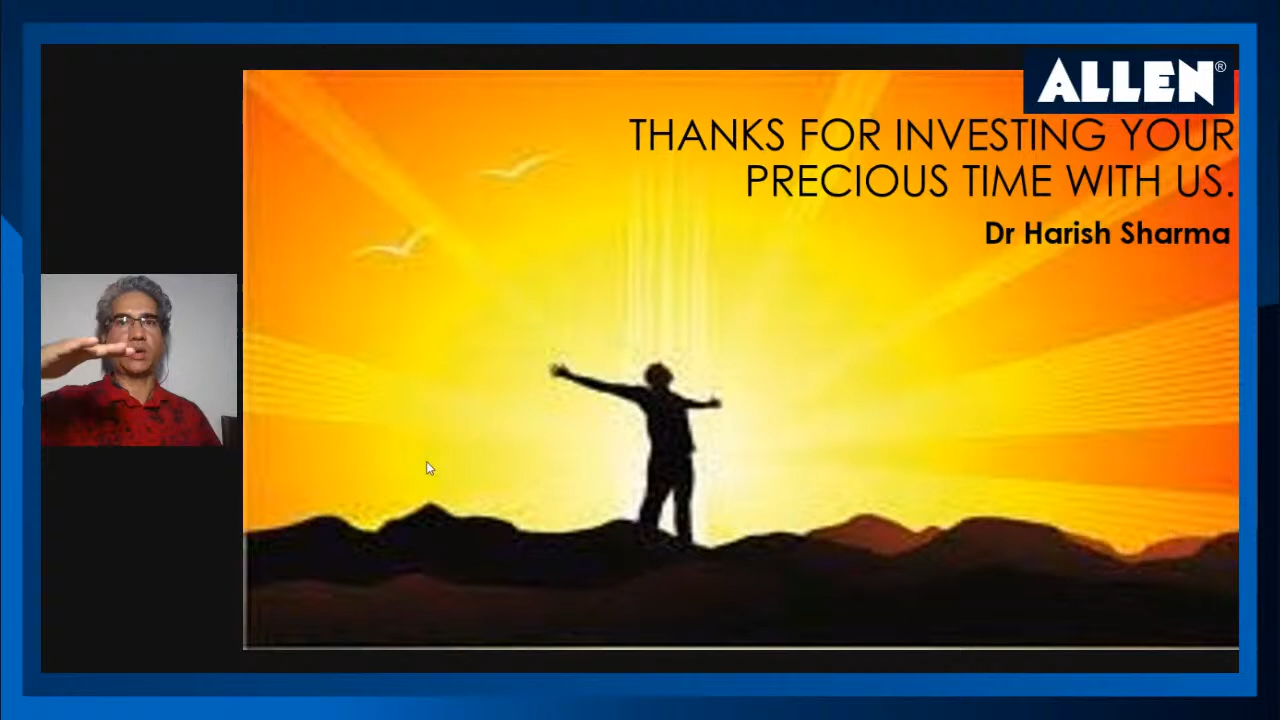 ALLEN®
THANKS FOR INVESTING YOUR
PRECIOUS TIME WITH US.
Dr Harish Sharma